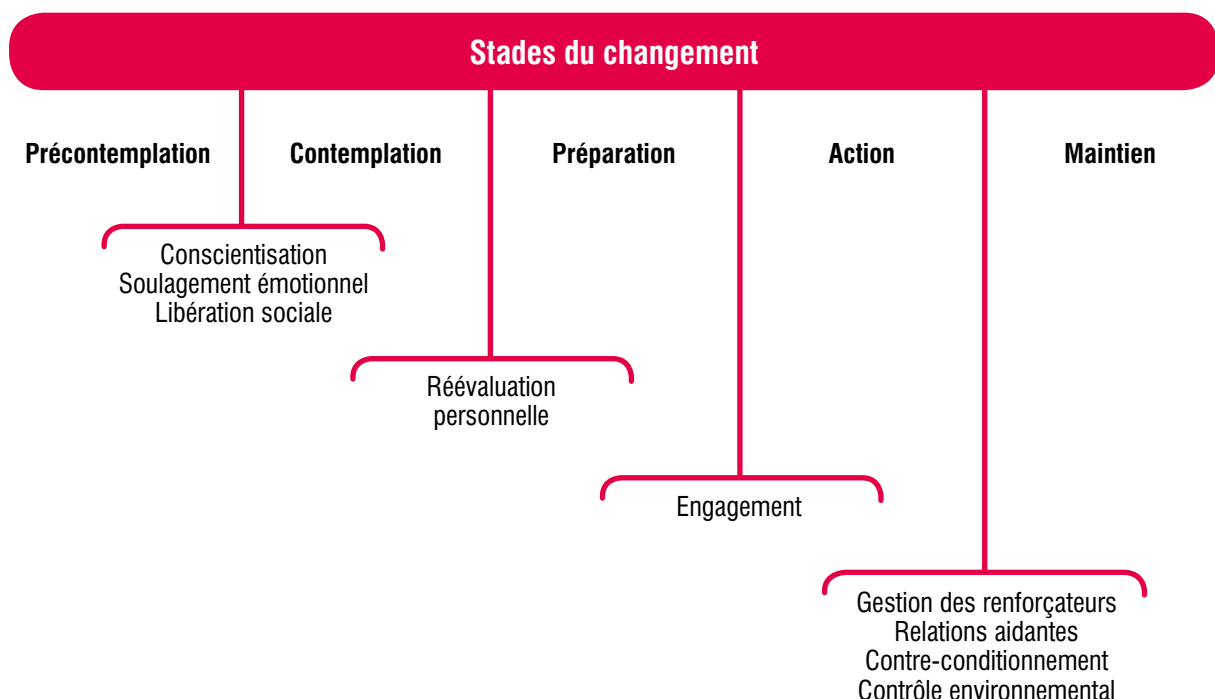 Stades du changement
Précontemplation
Contemplation
Préparation
Action
Maintien
Conscientisation
Soulagement émotionnel
Libération sociale
Réévaluation
personnelle
Engagement
Gestion des renforçateurs
Relations aidantes
Contre-conditionnement
Contrôle environnemental